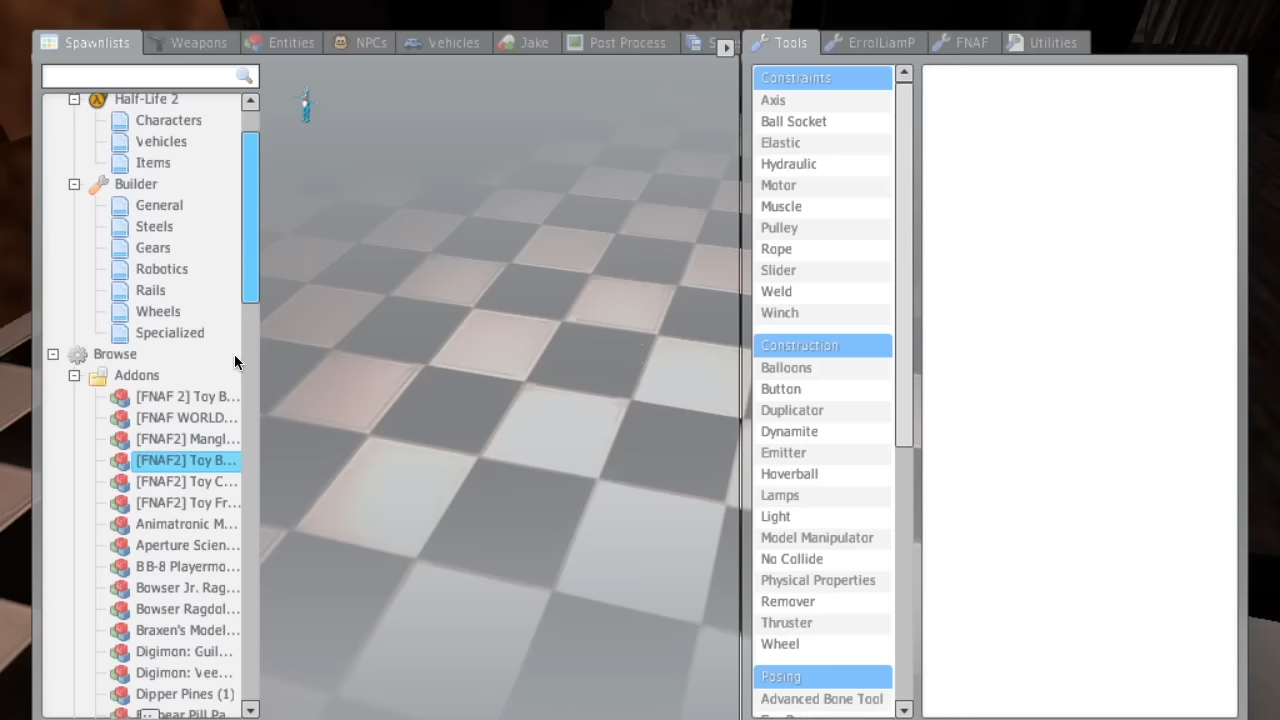 Spawnlists Weapons Entities NPCs Vehicles Jake Post Process S
Tools ErrolLiamP FNAF Utilities
Half-Life 2
Characters
Vehicles
Items
Builder
General
Steels
Gears
Robotics
Rails
Wheels
Specialized
Browse
Addons
[FNAF 2] Toy B...
[FNAF WORLD...
[FNAF2] Mangl...
[FNAF2] Toy B...
[FNAF2] Toy C...
[FNAF2] Toy Fr...
Animatronic M...
Aperture Scien...
BB-8 Playermo...
Bowser Jr. Rag...
Bowser Ragdol...
Braxen's Model...
Digimon: Guil...
Digimon: Vee...
Dipper Pines (1)
Pill Pa
Constraints
Axis
Ball Socket
Elastic
Hydraulic
Motor
Muscle
Pulley
Rope
Slider
Weld
Winch
Construction
Balloons
Button
Duplicator
Dynamite
Emitter
Hoverball
Lamps
Light
Model Manipulator
No Collide
Physical Properties
Remover
Thruster
Wheel
Posing
Advanced Bone Tool